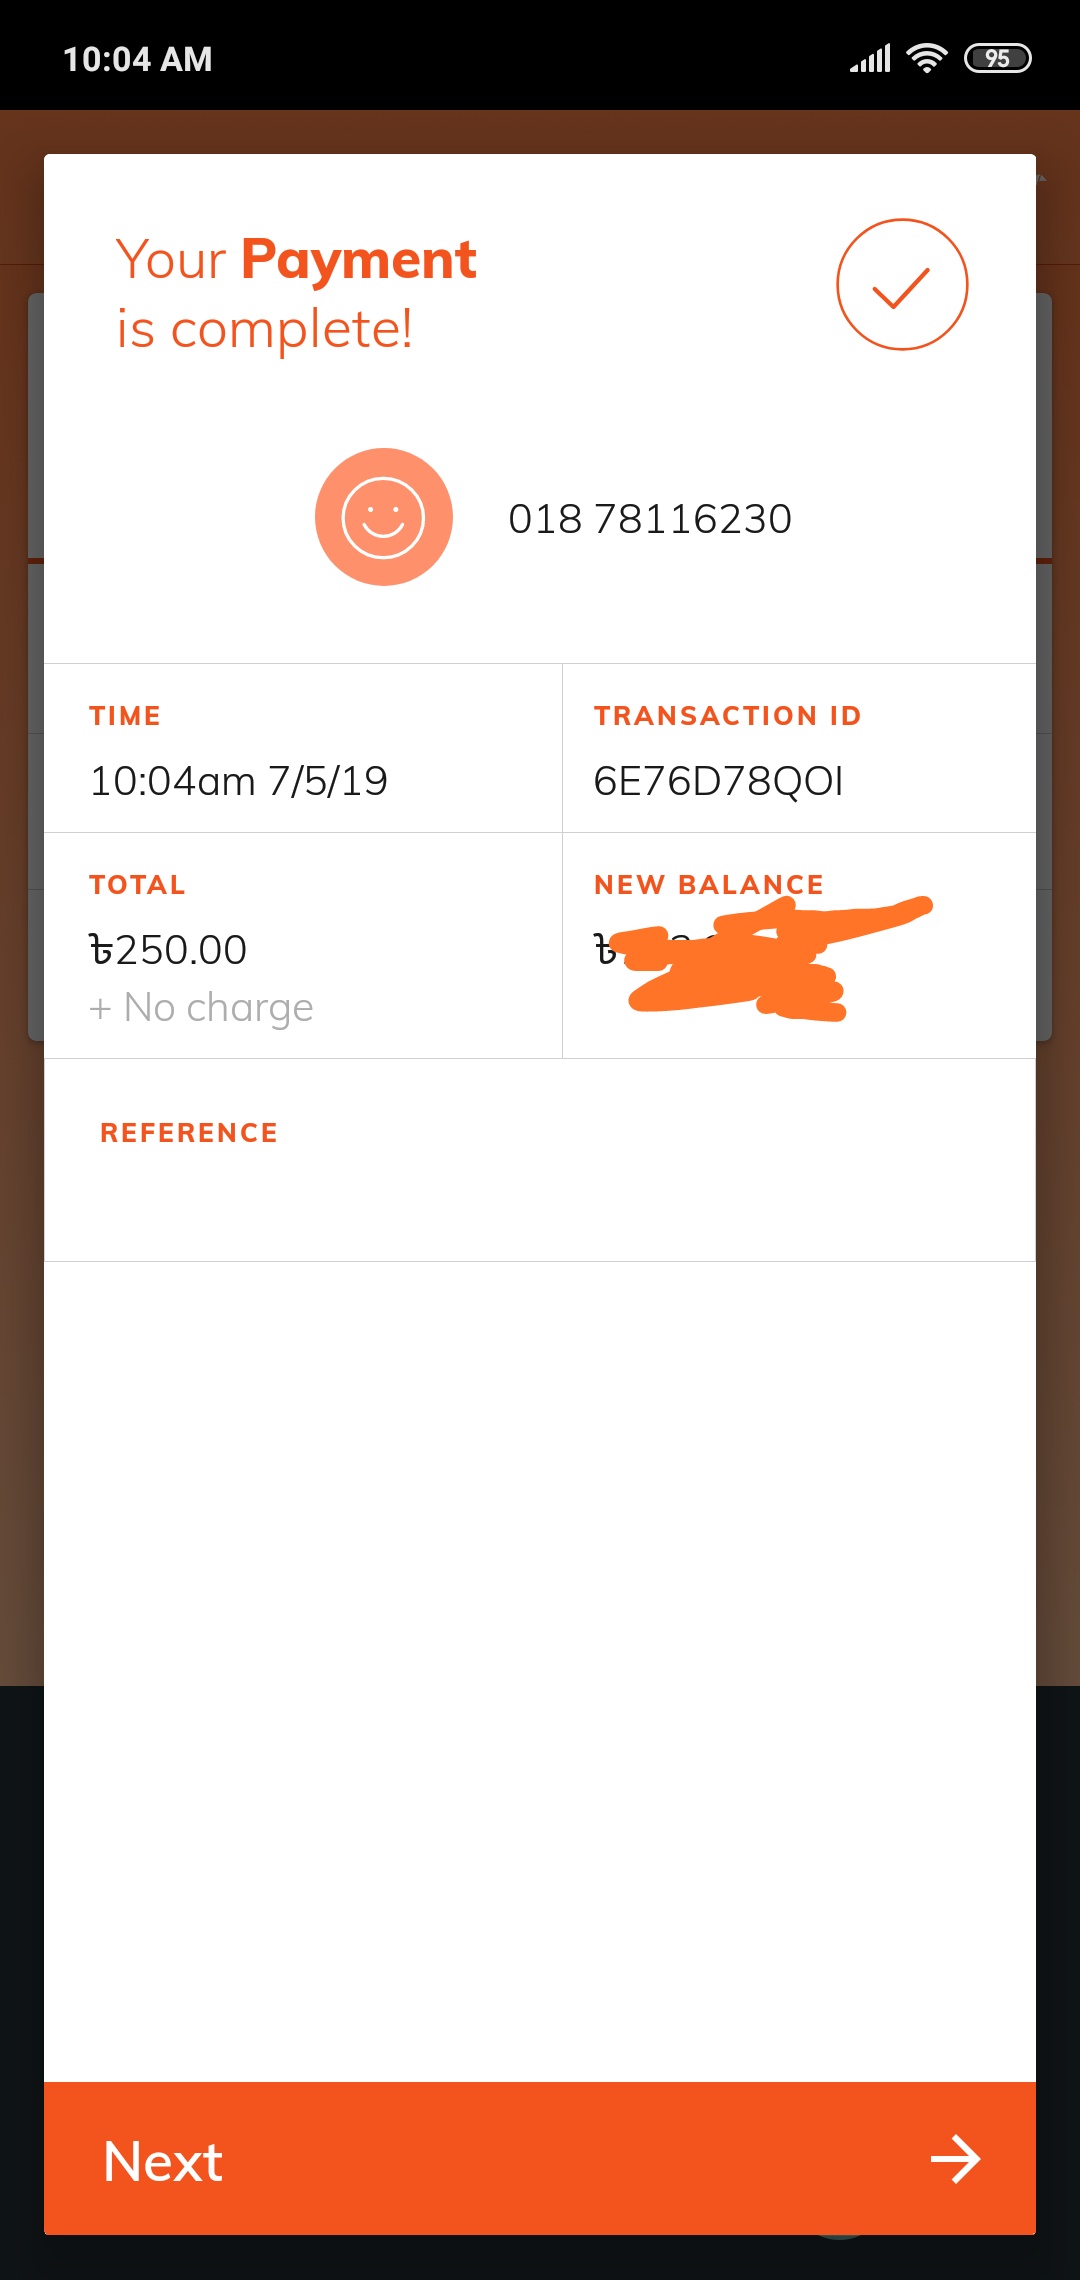 10:04 AM
95
Your Payment
is complete!
018 78116230
TIME
10:04am 7/5/19
TRANSACTION ID
6E76D78QOI
TOTAL
৳250.00
+ No charge
NEW BALANCE
৳
REFERENCE
Next